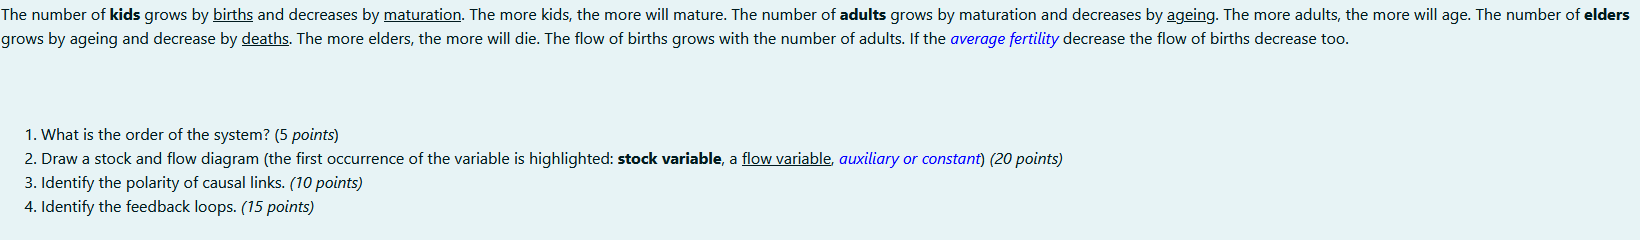 The number of kids grows by births and decreases by maturation. The more kids, the more will mature. The number of adults grows by maturation and decreases by ageing. The more adults, the more will age. The number of elders
grows by ageing and decrease by deaths. The more elders, the more will die. The flow of births grows with the number of adults. If the average fertility decrease the flow of births decrease too.
1. What is the order of the system? (5 points)
2. Draw a stock and flow diagram (the first occurrence of the variable is highlighted: stock variable, a flow variable, auxiliary or constant) (20 points)
3. Identify the polarity of causal links. (10 points)
4. Identify the feedback loops. (15 points)